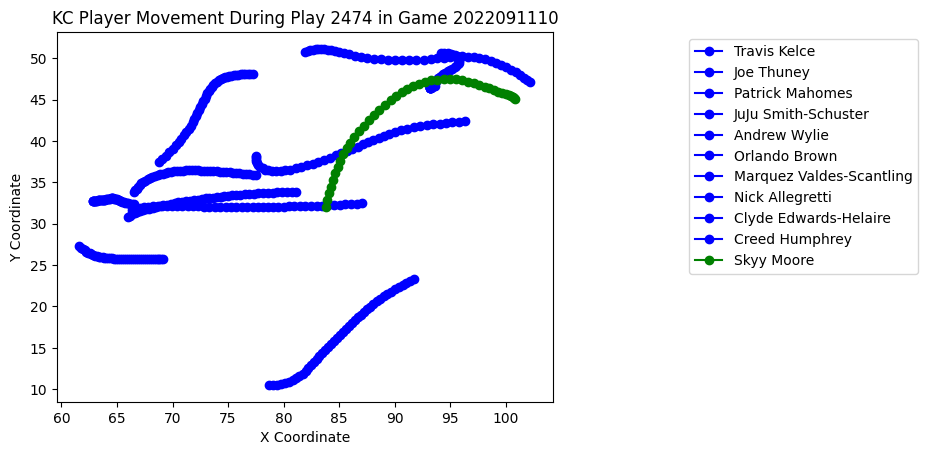 KC Player Movement During Play 2474 in Game 2022091110
50
45
40
35
30
25
20
15
10
Y Coordinate
60 65 70 75 80 85 90 95 100
X Coordinate
Travis Kelce
Joe Thuney
Patrick Mahomes
JuJu Smith-Schuster
Andrew Wylie
Orlando Brown
Marquez Valdes-Scantling
Nick Allegretti
Clyde Edwards-Helaire
Creed Humphrey
Skyy Moore